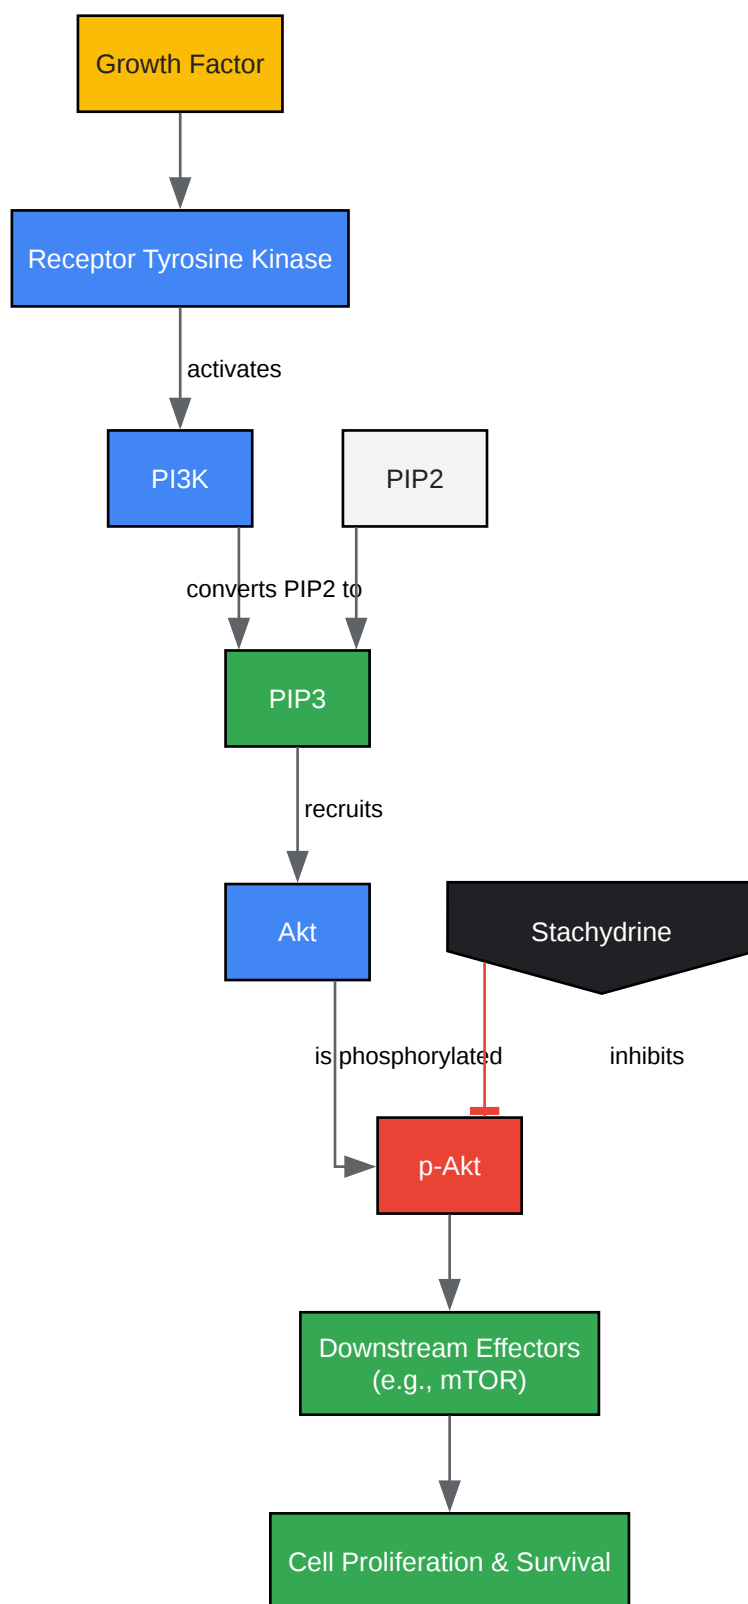 Growth Factor
Receptor Tyrosine Kinase
activates
PI3K
PIP2
converts PIP2 to
PIP3
recruits
Akt
Stachydrine
is phosphorylated
inhibits
p-Akt
Downstream Effectors
(e.g., mTOR)
Cell Proliferation & Survival